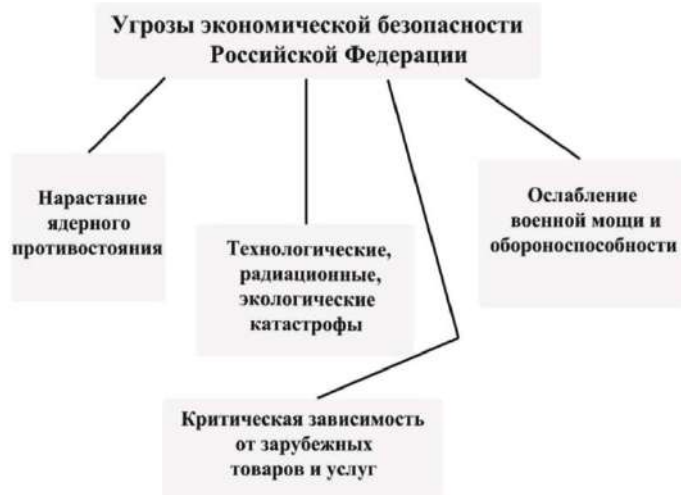 Угрозы экономической безопасности
Российской Федерации
Нарастание
ядерного
противостояния
Технологические,
радиационные,
экологические
катастрофы
Ослабление
военной мощи и
обороноспособности
Критическая зависимость
от зарубежных
товаров и услуг